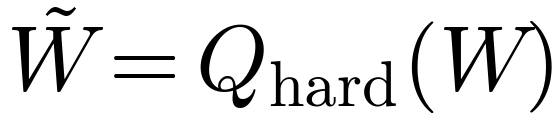 W̃ = Q_hard(W)